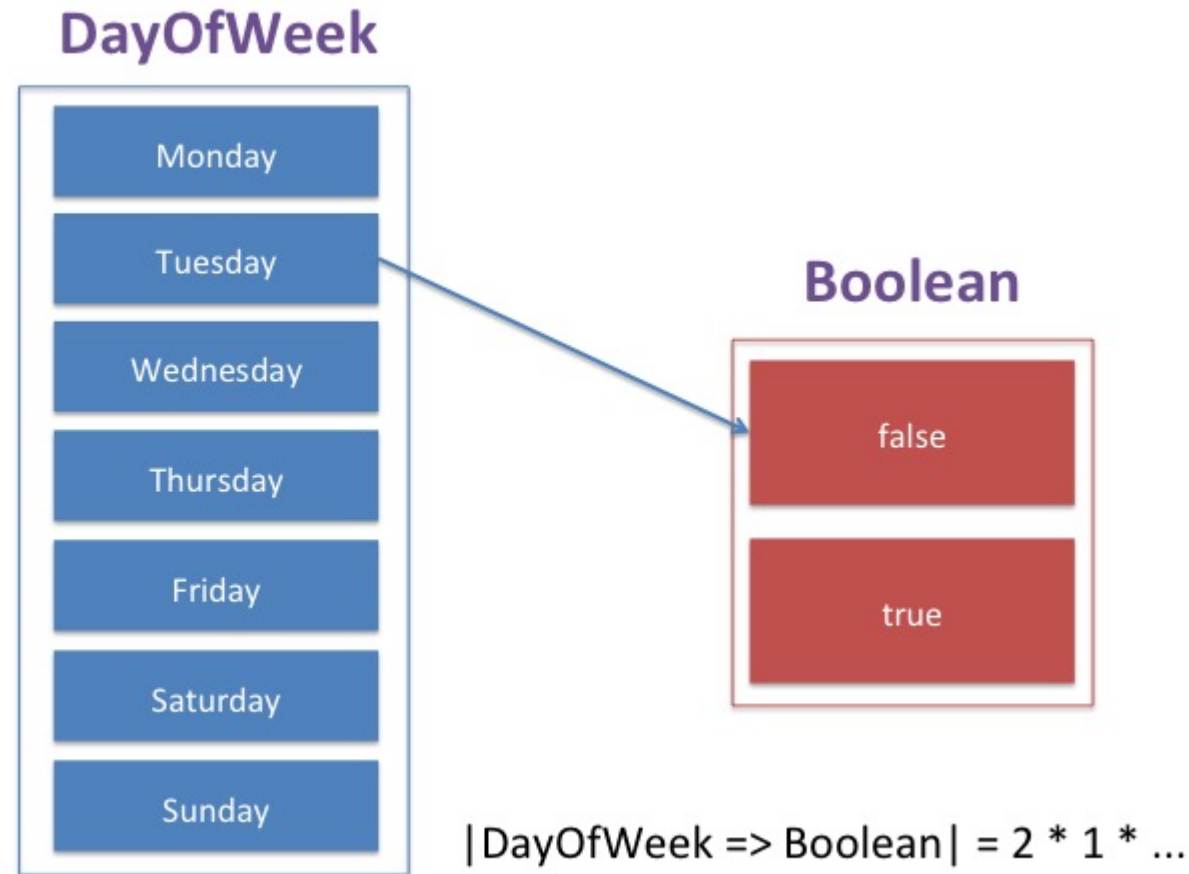 DayOfWeek
Monday
Tuesday
Wednesday
Thursday
Friday
Saturday
Sunday
Boolean
false
true
|DayOfWeek => Boolean| = 2 * 1 * ...